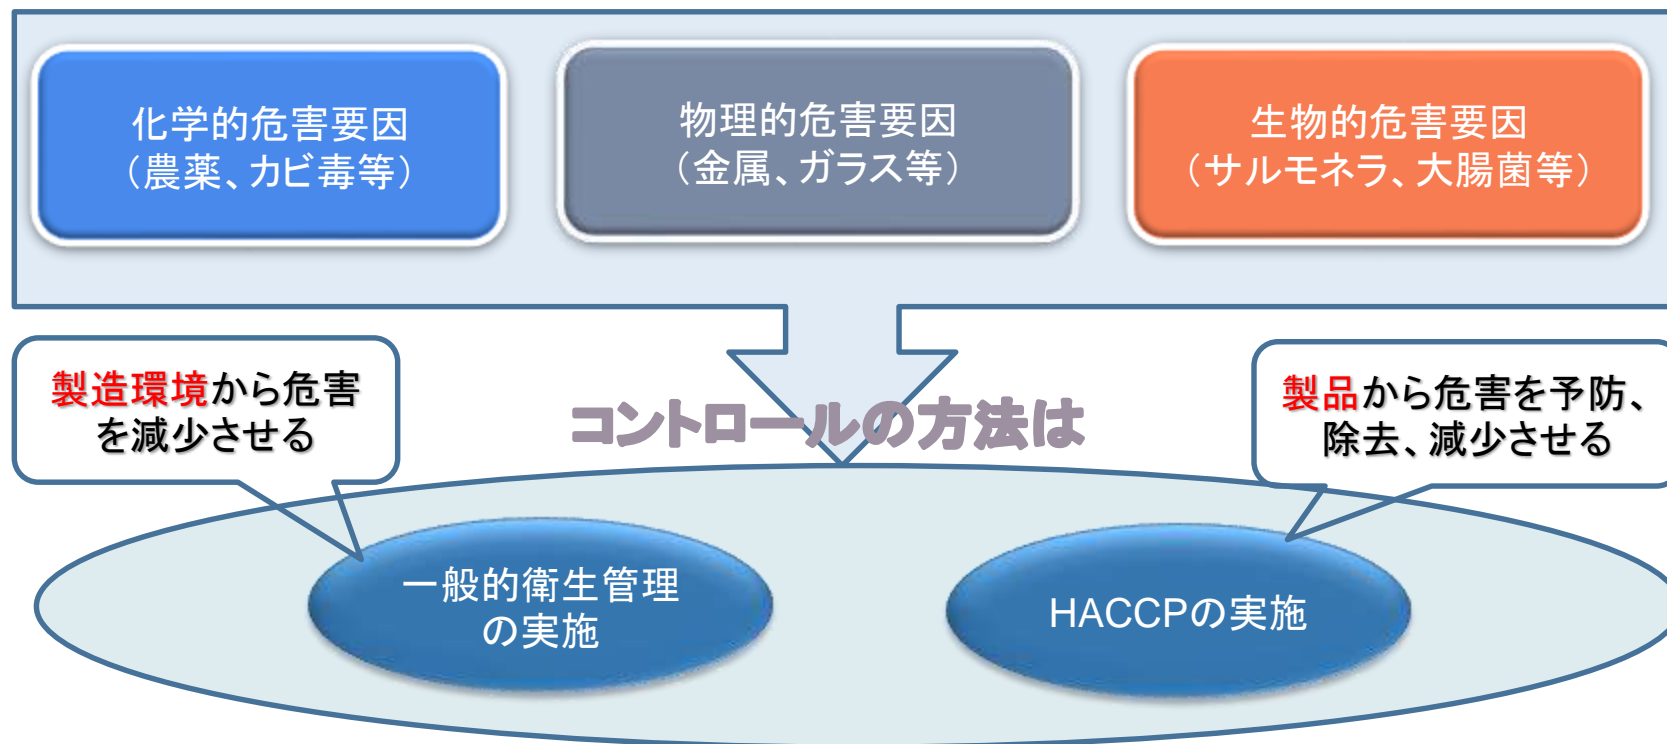 化学的危害要因
（農薬、カビ毒等）
物理的危害要因
（金属、ガラス等）
生物的危害要因
（サルモネラ、大腸菌等）
製造環境から危害
を減少させる
コントロールの方法は
製品から危害を予防、
除去、減少させる
一般的衛生管理
の実施
HACCPの実施